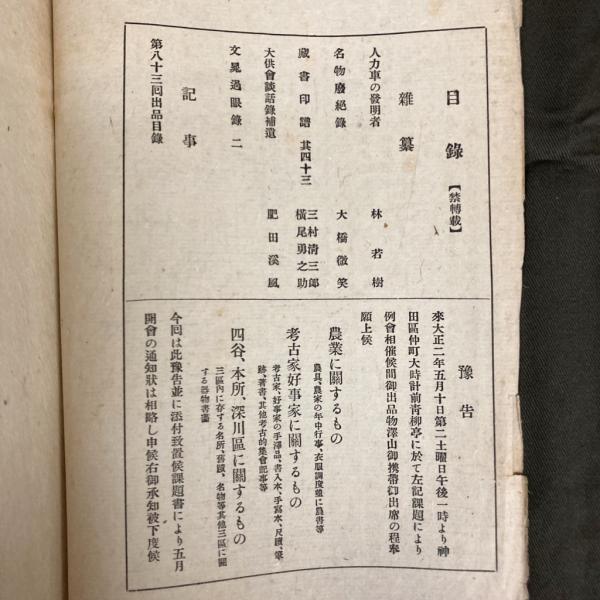 目錄【禁轉載】
雜纂
人力車の發明者 林若樹
名物廢絕錄 大橋微笑
藏書印譜 其四十三 三村清三郎
橫尾勇之助
大供會談話錄補遺 肥田溪風
文晁過眼錄 二
記事
第八十三回出品目錄
豫告
來大正二年五月十日第二土曜日午後一時より神
田區仲町大時計前靑柳亭に於て左記課題により
例會相催候間御出品物澤山御携帶御出席の程奉
願上候
農業に關するもの
農具、農家の年中行事、衣服調度並に農書等
考古家好事家に關するもの
考古家、好事家の手澤品、書入本、手寫本、尺牘、筆
跡、著書、其他考古的集會記事等
四谷、本所、深川區に關するもの
三區內に存する名所、舊蹟、名物等其他三區に關
する器物書畫
今回は此豫告並に添付致置候課題書により五月
開會の通知狀は相略し申候右御承知被下度候